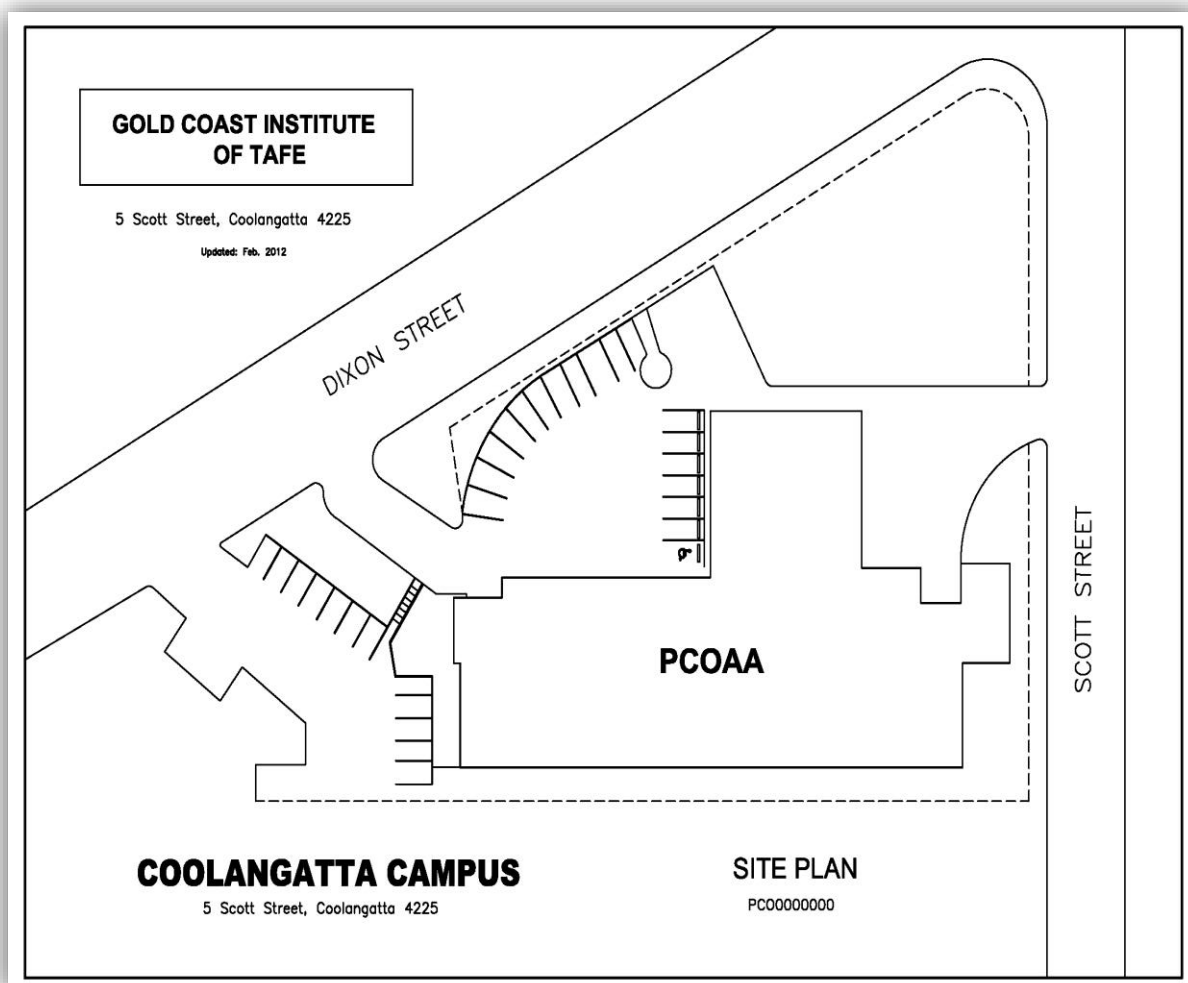 GOLD COAST INSTITUTE
OF TAFE
5 Scott Street, Coolangatta 4225
Updated: Feb. 2012
DIXON STREET
PCOAA
SCOTT STREET
COOLANGATTA CAMPUS
5 Scott Street, Coolangatta 4225
SITE PLAN
PCO0000000